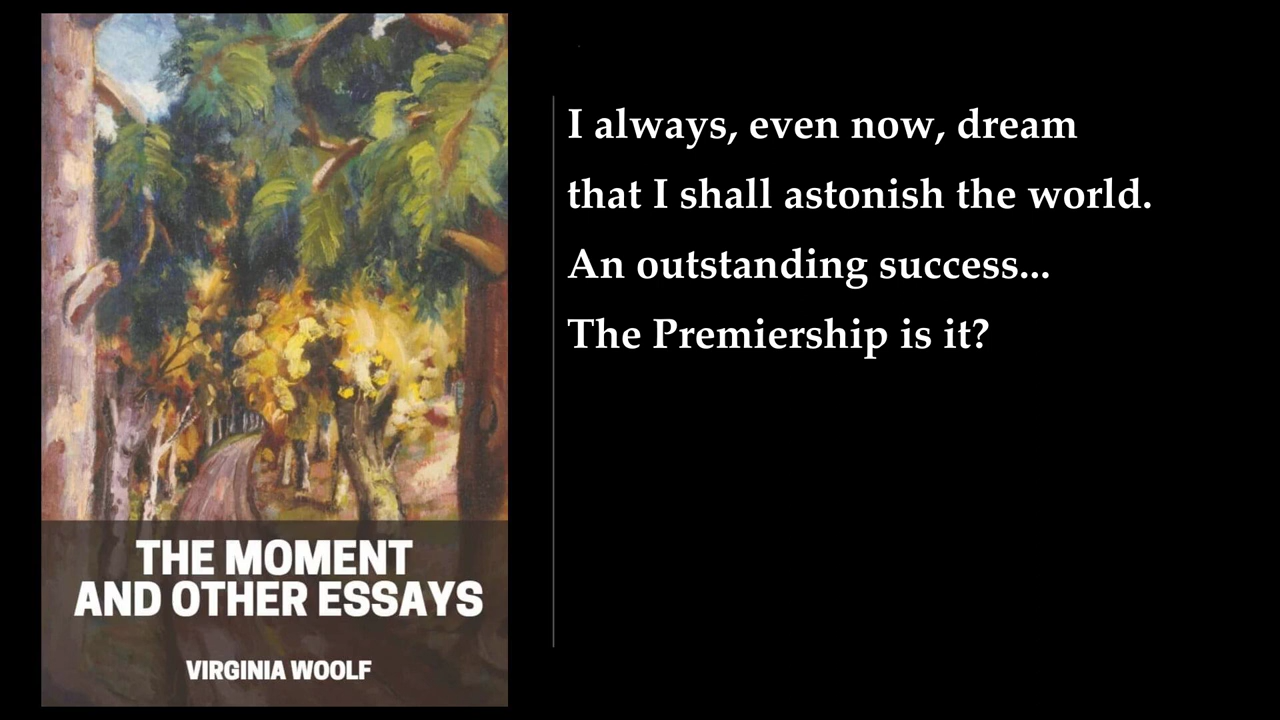 THE MOMENT
AND OTHER ESSAYS
VIRGINIA WOOLF
I always, even now, dream
that I shall astonish the world.
An outstanding success...
The Premiership is it?